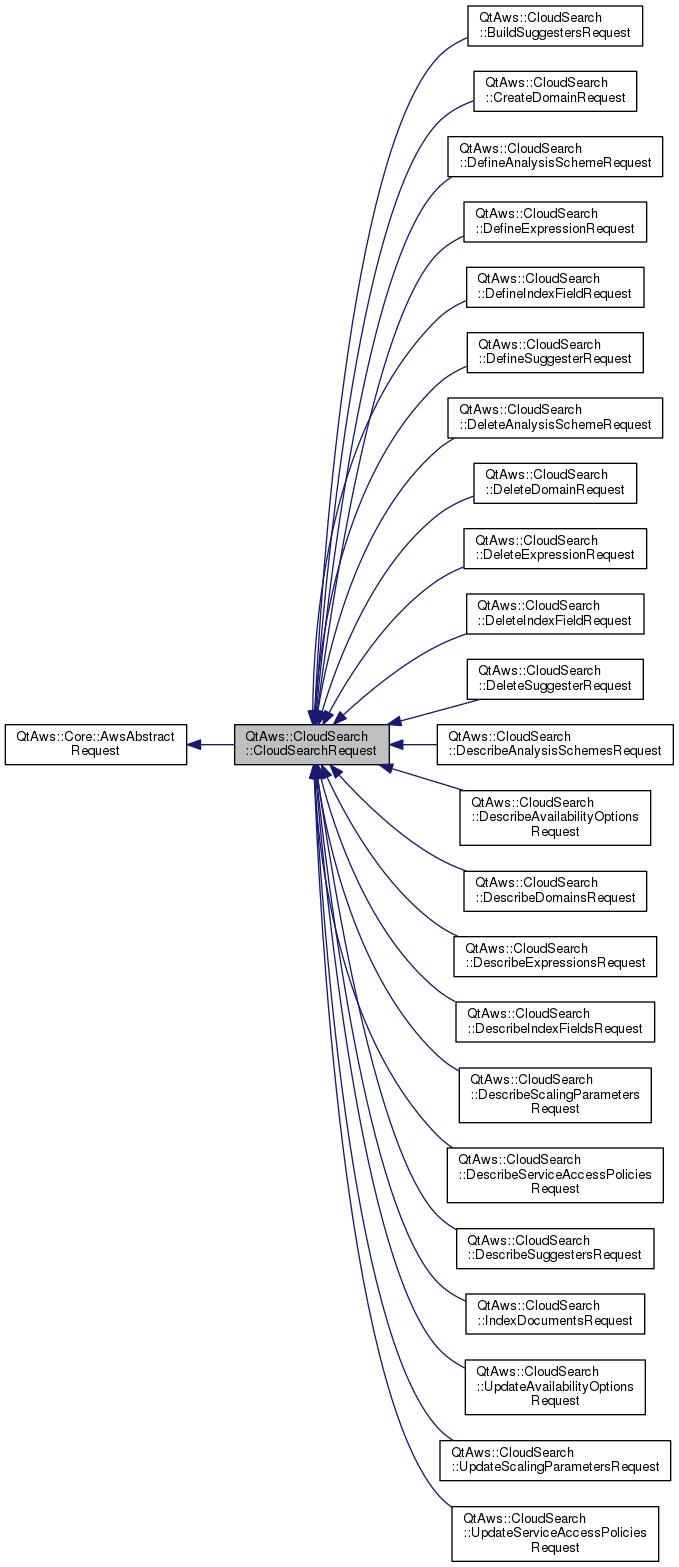 QtAws::CloudSearch
::BuildSuggestersRequest
QtAws::CloudSearch
::CreateDomainRequest
QtAws::CloudSearch
::DefineAnalysisSchemeRequest
QtAws::CloudSearch
::DefineExpressionRequest
QtAws::CloudSearch
::DefineIndexFieldRequest
QtAws::CloudSearch
::DefineSuggesterRequest
QtAws::CloudSearch
::DeleteAnalysisSchemeRequest
QtAws::CloudSearch
::DeleteDomainRequest
QtAws::CloudSearch
::DeleteExpressionRequest
QtAws::CloudSearch
::DeleteIndexFieldRequest
QtAws::CloudSearch
::DeleteSuggesterRequest
QtAws::Core::AwsAbstract
Request
QtAws::CloudSearch
::CloudSearchRequest
QtAws::CloudSearch
::DescribeAnalysisSchemesRequest
QtAws::CloudSearch
::DescribeAvailabilityOptions
Request
QtAws::CloudSearch
::DescribeDomainsRequest
QtAws::CloudSearch
::DescribeExpressionsRequest
QtAws::CloudSearch
::DescribeIndexFieldsRequest
QtAws::CloudSearch
::DescribeScalingParameters
Request
QtAws::CloudSearch
::DescribeServiceAccessPolicies
Request
QtAws::CloudSearch
::DescribeSuggestersRequest
QtAws::CloudSearch
::IndexDocumentsRequest
QtAws::CloudSearch
::UpdateAvailabilityOptions
Request
QtAws::CloudSearch
::UpdateScalingParametersRequest
QtAws::CloudSearch
::UpdateServiceAccessPolicies
Request